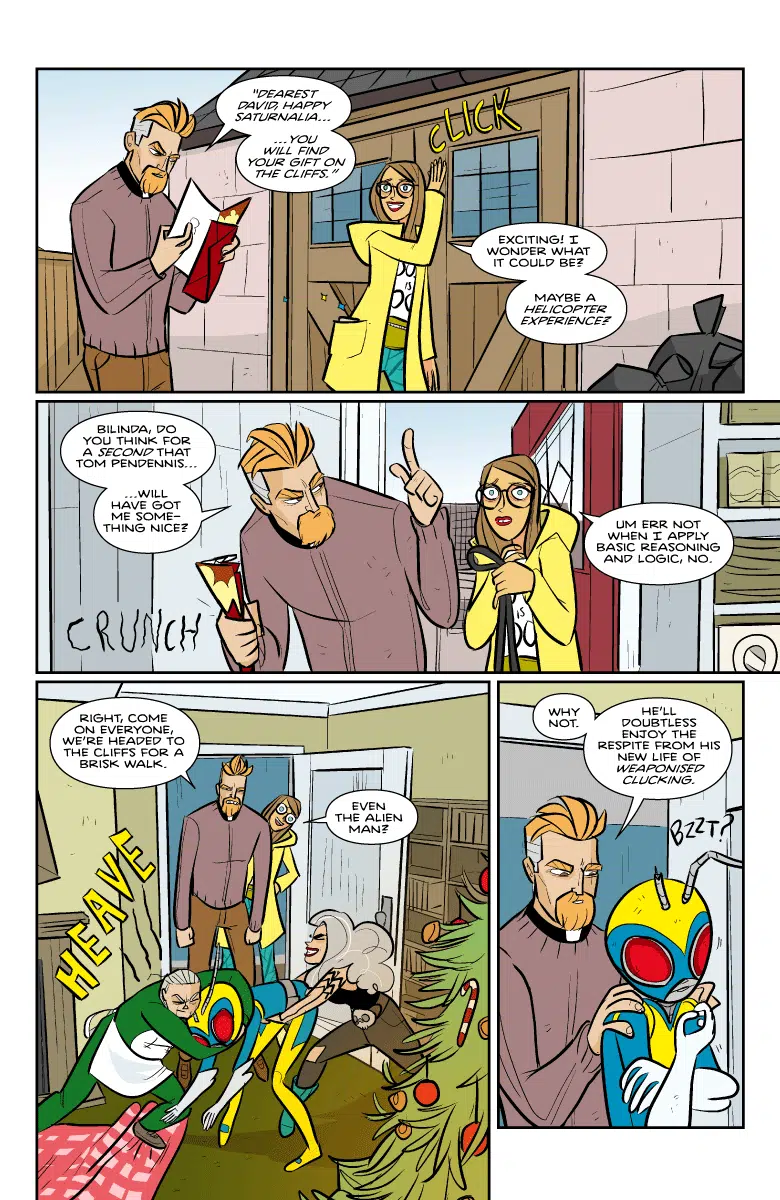 "DEAREST
DAVID, HAPPY
SATURNALIA...
...YOU
WILL FIND
YOUR GIFT ON
THE CLIFFS."
CLICK
EXCITING! I
WONDER WHAT
IT COULD BE?
MAYBE A
HELICOPTER
EXPERIENCE?
BILINDA, DO
YOU THINK FOR
A SECOND THAT
TOM PENDENNIS...
...WILL
HAVE GOT
ME SOME-
THING NICE?
CRUNCH
IS
UM ERR NOT
WHEN I APPLY
BASIC REASONING
AND LOGIC, NO.
RIGHT, COME
ON EVERYONE,
WE'RE HEADED TO
THE CLIFFS FOR A
BRISK WALK.
EVEN
THE ALIEN
MAN?
HEAVE
WHY
NOT.
HE'LL
DOUBTLESS
ENJOY THE
RESPITE FROM HIS
NEW LIFE OF
WEAPONISED
CLUCKING.
BZZT?